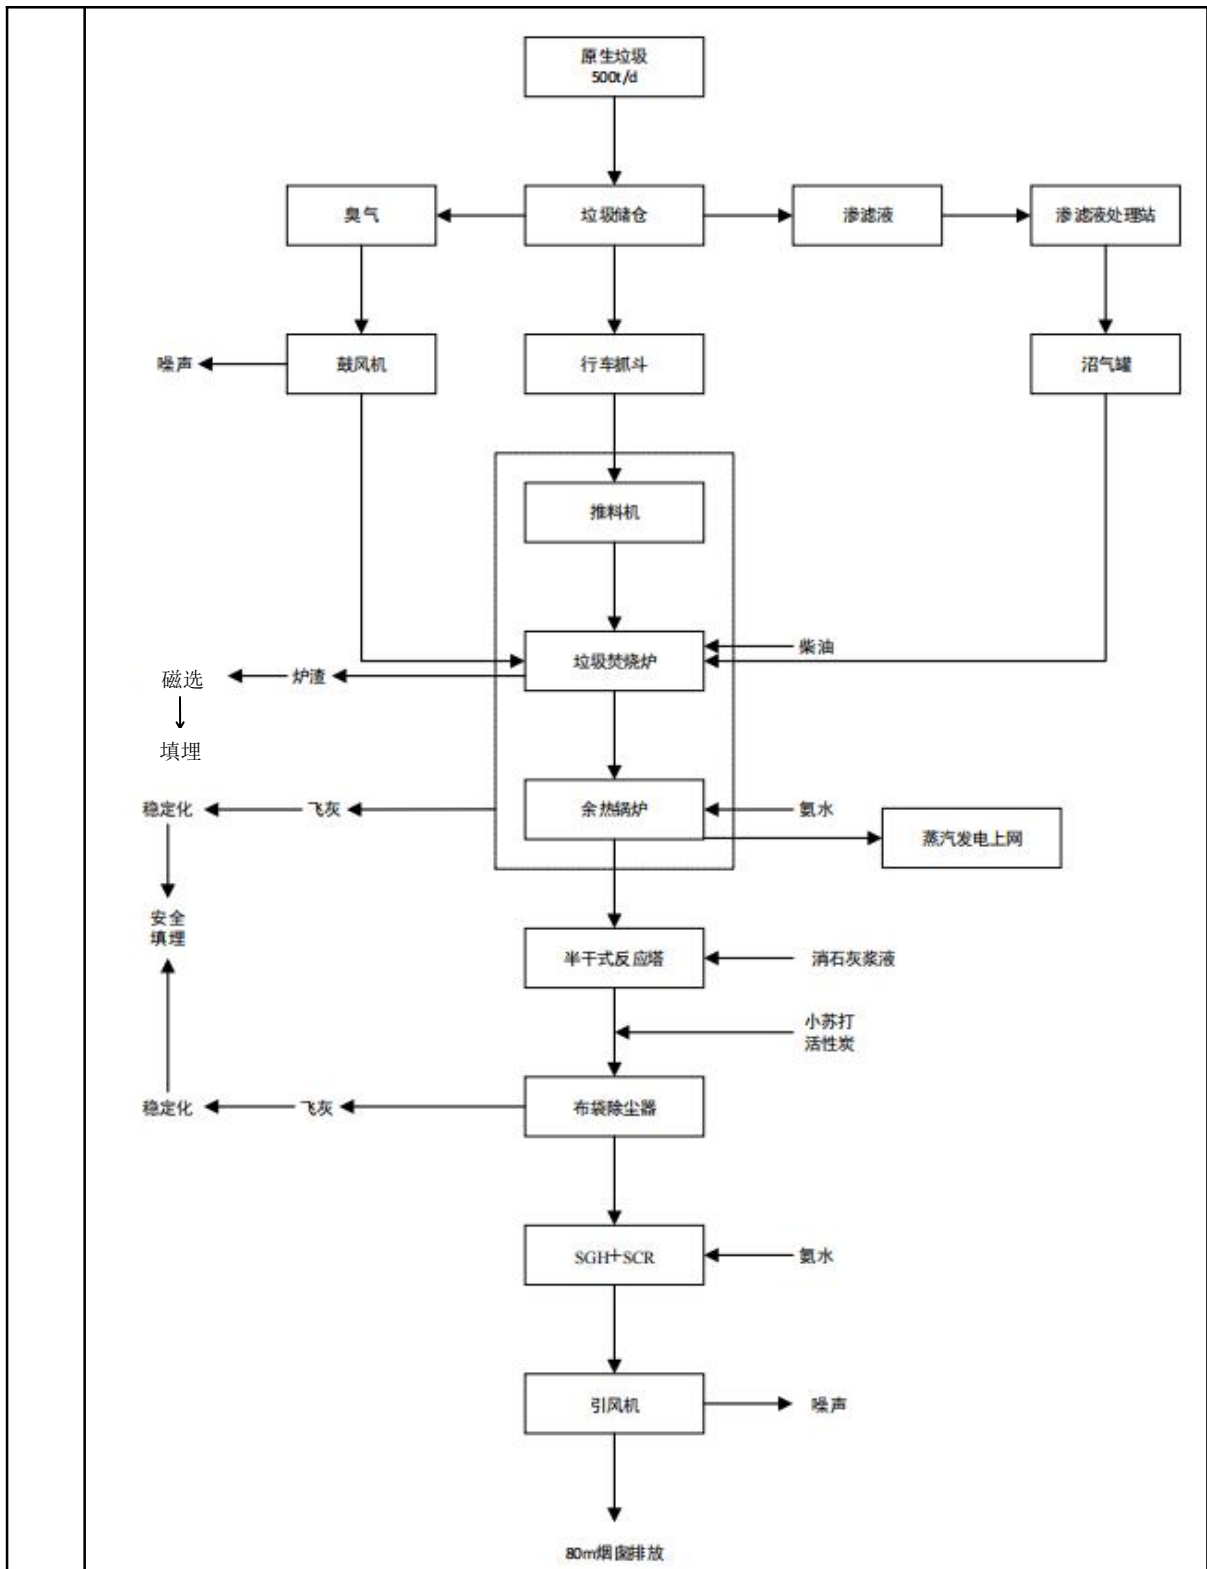 原生垃圾
500t/d
臭气
垃圾储仓
渗滤液
渗滤液处理站
噪声
鼓风机
行车抓斗
沼气罐
推料机
垃圾焚烧炉
柴油
磁选
炉渣
填埋
稳定化
飞灰
余热锅炉
氨水
蒸汽发电上网
安全
填埋
半干式反应塔
消石灰浆液
小苏打
活性炭
稳定化
飞灰
布袋除尘器
SGH+SCR
氨水
引风机
噪声
80m烟囱排放